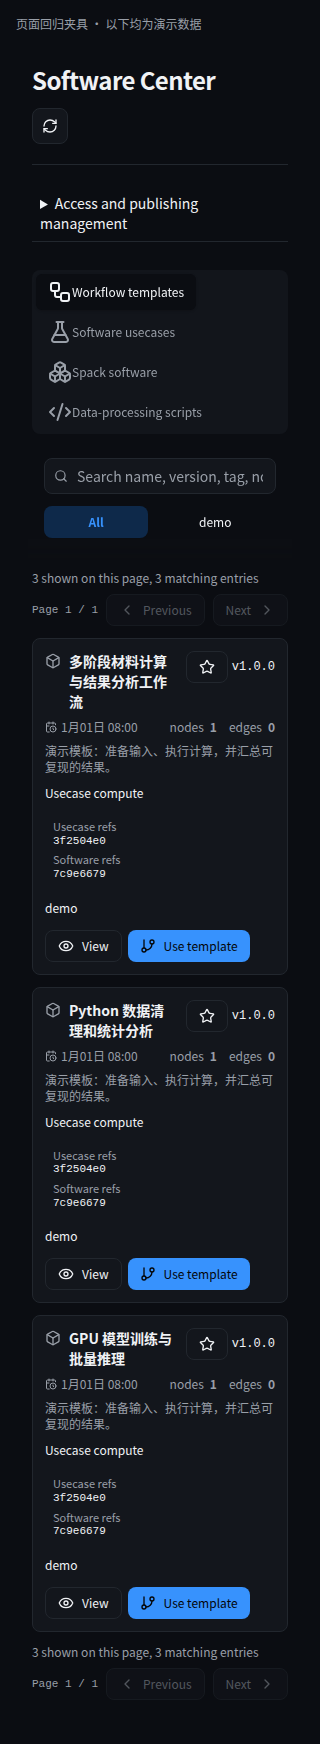 页面回归夹具 · 以下均为演示数据
Software Center
Access and publishing
management
Workflow templates
Software usecases
Spack software
Data-processing scripts
Search name, version, tag, no
All demo
3 shown on this page, 3 matching entries
Page 1 / 1 Previous Next
多阶段材料计算
与结果分析工作
流
v1.0.0
1月01日 08:00 nodes 1 edges 0
演示模板：准备输入、执行计算，并汇总可
复现的结果。
Usecase compute
Usecase refs
3f2504e0
Software refs
7c9e6679
demo
View Use template
Python 数据清
理和统计分析
v1.0.0
1月01日 08:00 nodes 1 edges 0
演示模板：准备输入、执行计算，并汇总可
复现的结果。
Usecase compute
Usecase refs
3f2504e0
Software refs
7c9e6679
demo
View Use template
GPU 模型训练与
批量推理
v1.0.0
1月01日 08:00 nodes 1 edges 0
演示模板：准备输入、执行计算，并汇总可
复现的结果。
Usecase compute
Usecase refs
3f2504e0
Software refs
7c9e6679
demo
View Use template
3 shown on this page, 3 matching entries
Page 1 / 1 Previous Next